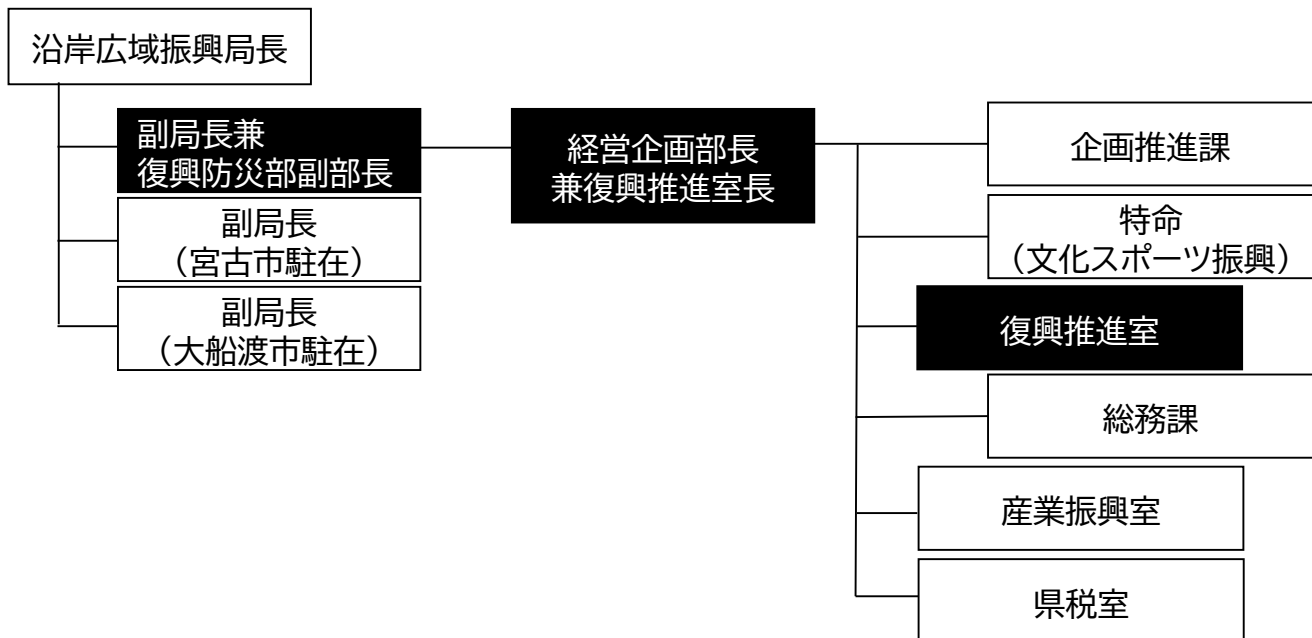 沿岸広域振興局長
副局長兼
復興防災部副部長
副局長
（宮古市駐在）
副局長
（大船渡市駐在）
経営企画部長
兼復興推進室長
企画推進課
特命
（文化スポーツ振興）
復興推進室
総務課
産業振興室
県税室